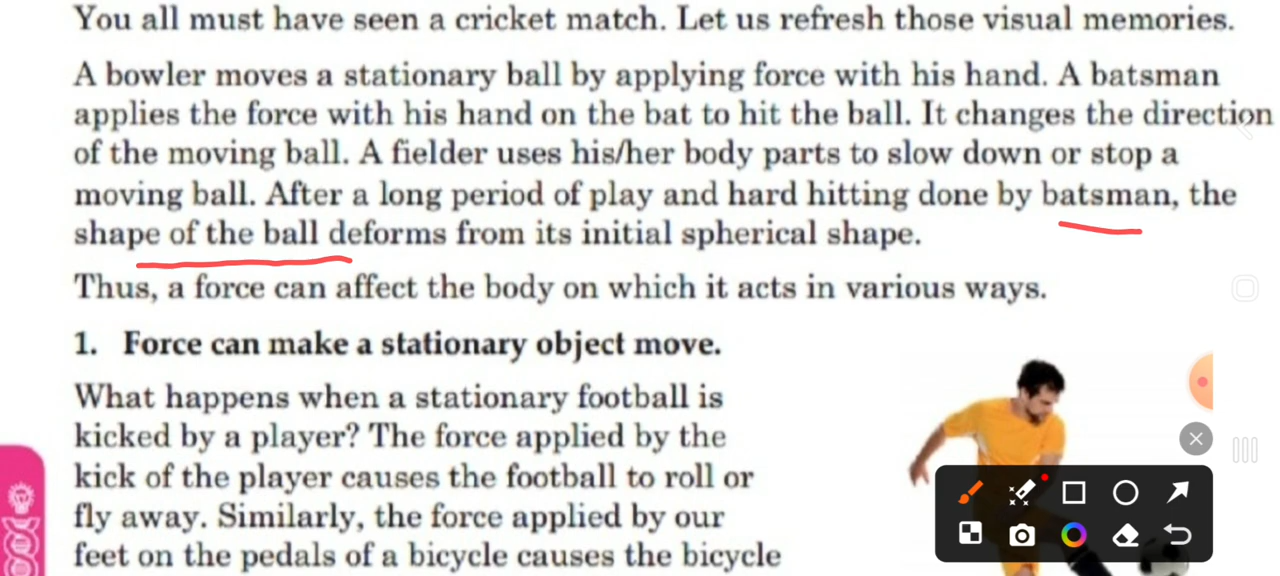 You all must have seen a cricket match. Let us refresh those visual memories.
A bowler moves a stationary ball by applying force with his hand. A batsman
applies the force with his hand on the bat to hit the ball. It changes the direction
of the moving ball. A fielder uses his/her body parts to slow down or stop a
moving ball. After a long period of play and hard hitting done by batsman, the
shape of the ball deforms from its initial spherical shape.
Thus, a force can affect the body on which it acts in various ways.
1. Force can make a stationary object move.
What happens when a stationary football is
kicked by a player? The force applied by the
kick of the player causes the football to roll or
fly away. Similarly, the force applied by our
feet on the pedals of a bicycle causes the bicycle